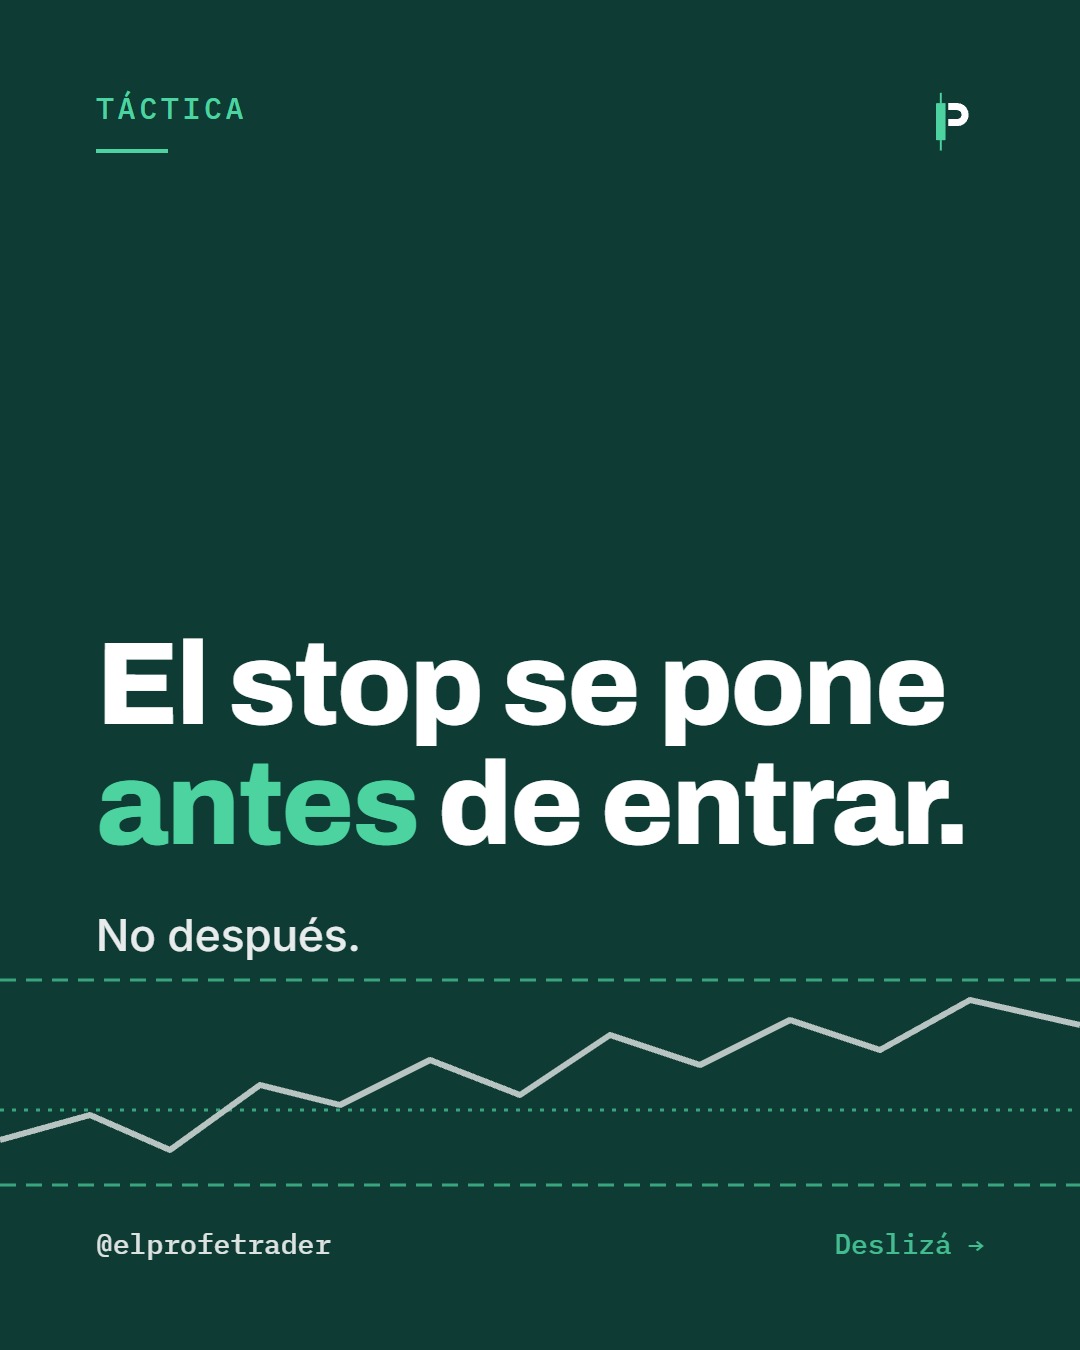 TÁCTICA
P
El stop se pone
antes de entrar.
No después.
@elprofetrader
Deslizá →